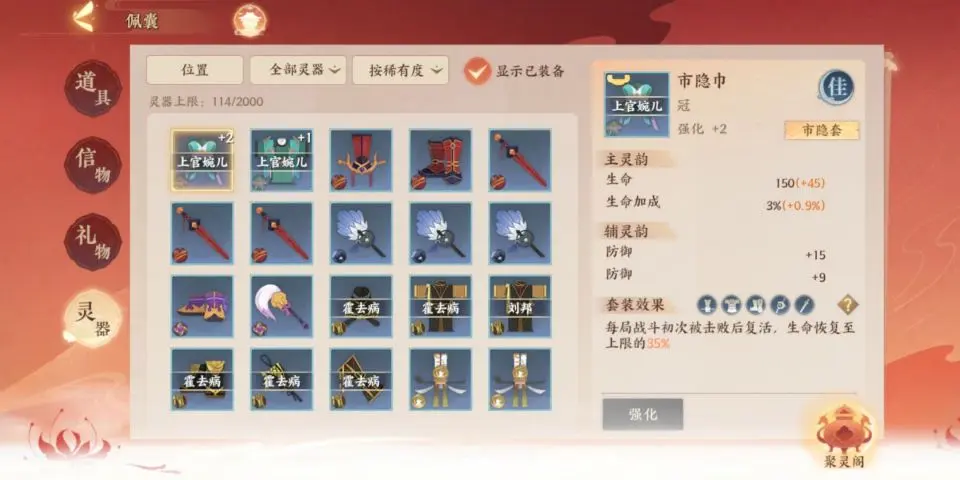 佩囊
道具
信物
礼物
灵器
位置
全部灵器
按稀有度
显示已装备
灵器上限：114/2000
+2
上官婉儿
+1
上官婉儿
霍去病
霍去病
刘邦
霍去病
霍去病
霍去病
上官婉儿
市隐巾
冠
强化 +2
佳
市隐套
主灵韵
生命 150(+45)
生命加成 3%(+0.9%)
辅灵韵
防御 +15
防御 +9
套装效果
?
每局战斗初次被击败后复活，生命恢复至
上限的35%
强化
聚灵阁